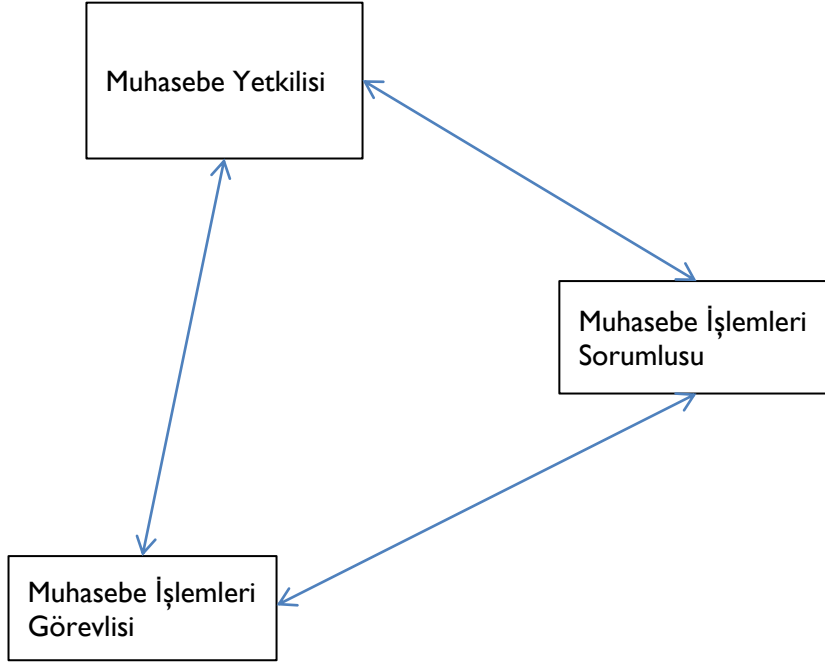 Muhasebe Yetkilisi
Muhasebe İşlemleri
Sorumlusu
Muhasebe İşlemleri
Görevlisi